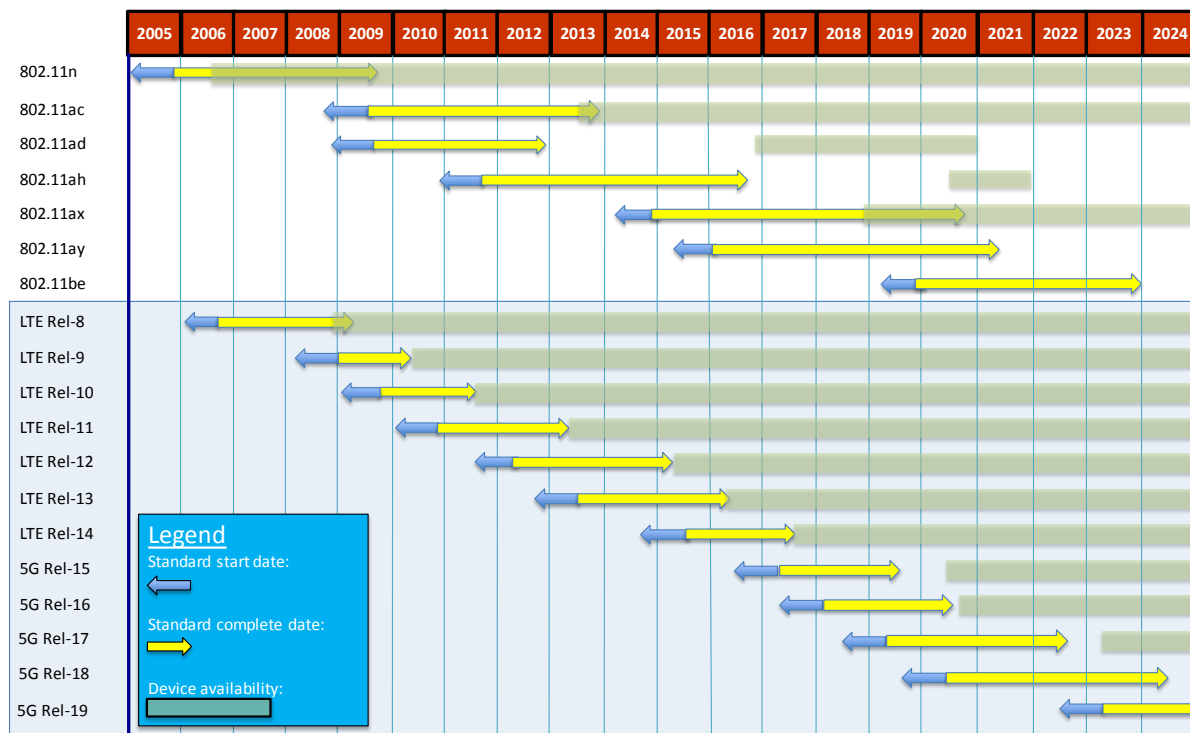 2005 2006 2007 2008 2009 2010 2011 2012 2013 2014 2015 2016 2017 2018 2019 2020 2021 2022 2023 2024
802.11n
802.11ac
802.11ad
802.11ah
802.11ax
802.11ay
802.11be
LTE Rel-8
LTE Rel-9
LTE Rel-10
LTE Rel-11
LTE Rel-12
LTE Rel-13
LTE Rel-14
5G Rel-15
5G Rel-16
5G Rel-17
5G Rel-18
5G Rel-19
Legend
Standard start date:
Standard complete date:
Device availability: